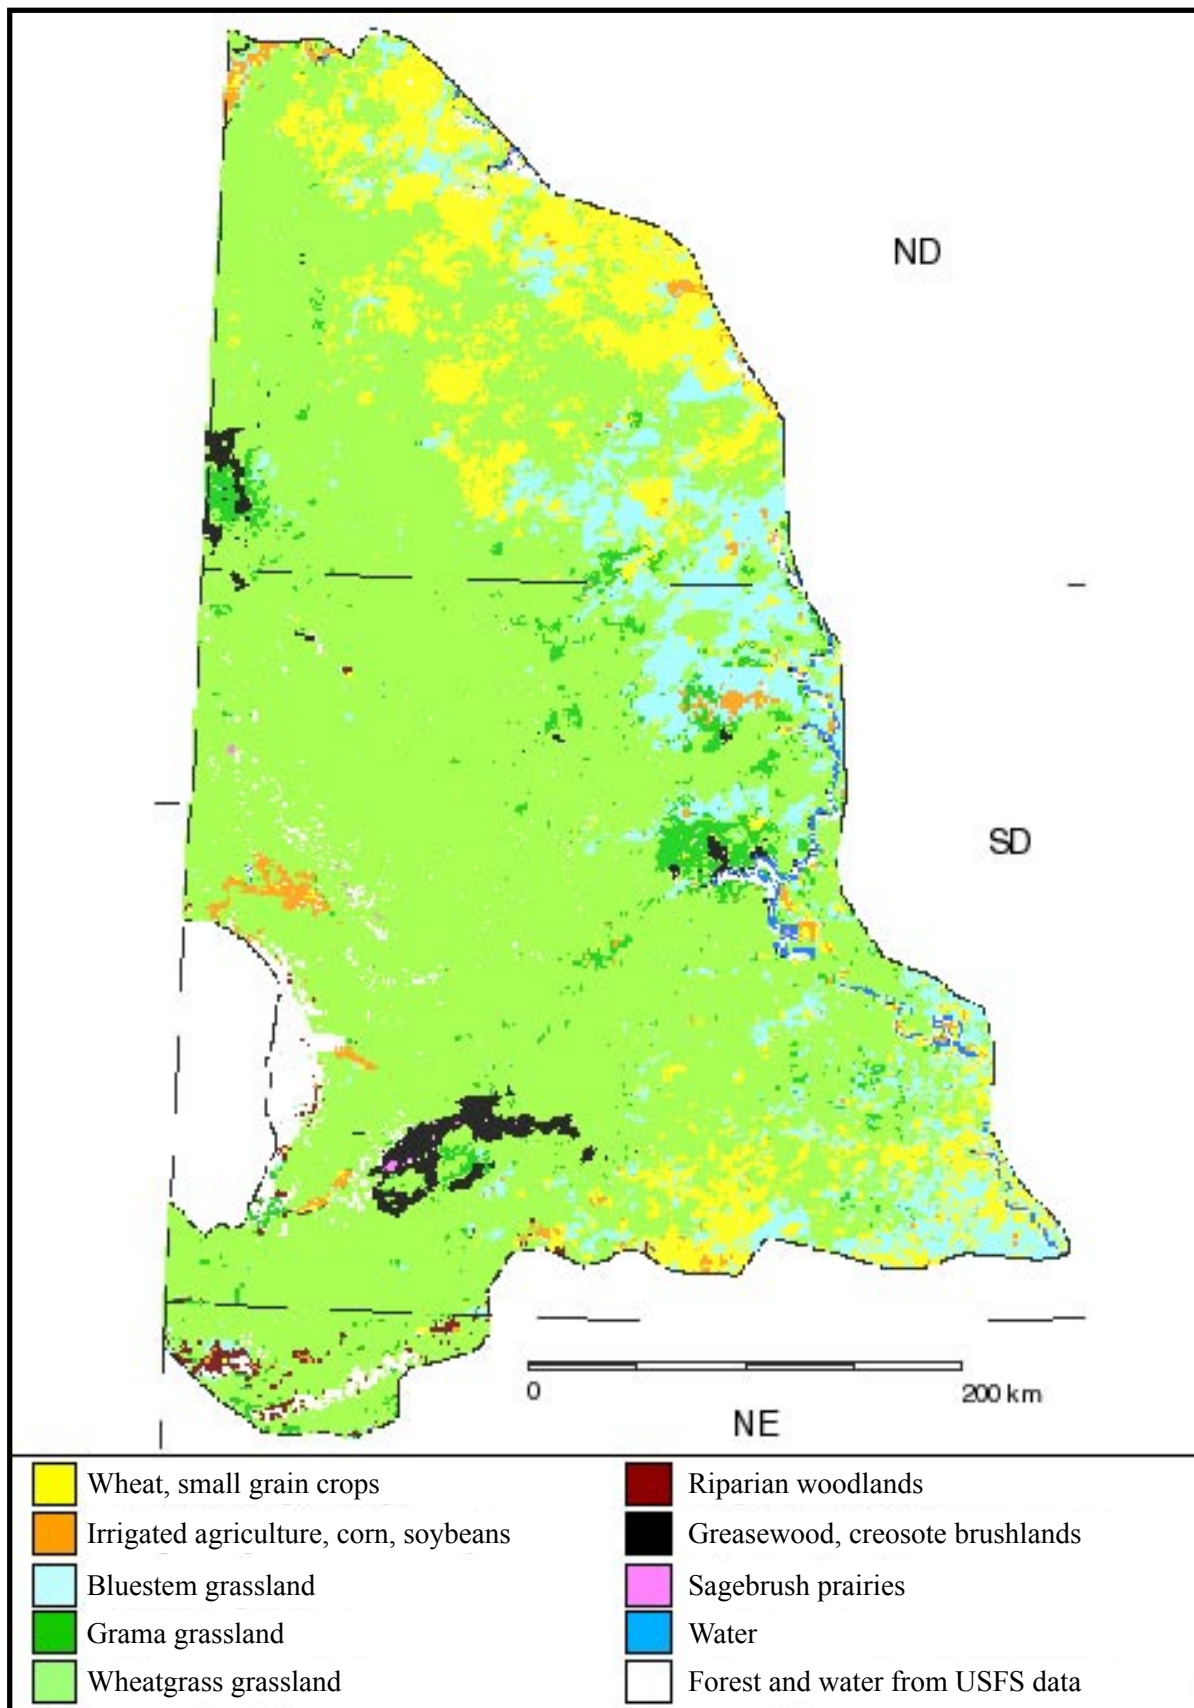 ND
SD
0
200 km
NE
Wheat, small grain crops
Irrigated agriculture, corn, soybeans
Bluestem grassland
Grama grassland
Wheatgrass grassland
Riparian woodlands
Greasewood, creosote brushlands
Sagebrush prairies
Water
Forest and water from USFS data